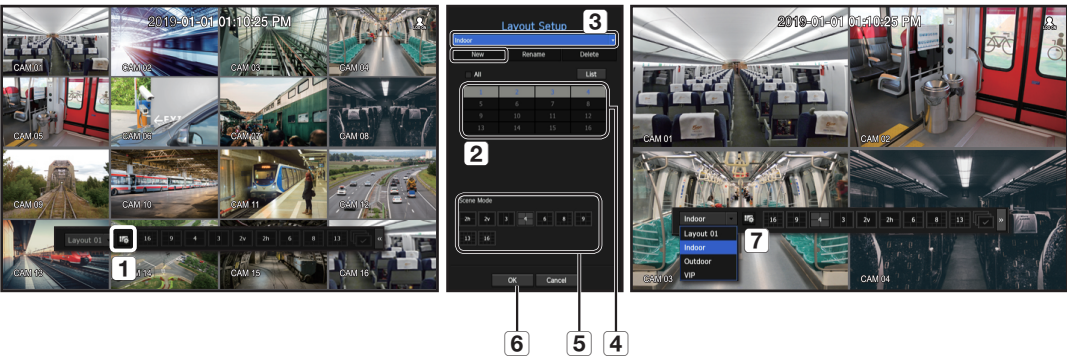 2019-01-01 01:10:25 PM
CAM 01
CAM 02
CAM 03
CAM 04
CAM 05
CAM 06
CAM 07
CAM 08
CAM 09
CAM 10
CAM 11
CAM 12
Layout 01 16 9 4 3 2v 2h 6 8 13 »
1
CAM 13
M 14
CAM 15
CAM 16
Layout Setup
3
Indoor
New Rename Delete
All List
1 2 3 4
5 6 7 8
9 10 11 12
13 14 15 16
2
Scene Mode
2h 2v 3 4 6 8 9
13 16
OK Cancel
6
5
4
2019-01-01 01:10:25 PM
CAM 01
CAM 02
Indoor 16 9 4 3 2v 2h 6 8 13 »
Layout 01
Indoor
Outdoor
VIP
7
CAM 03
CAM 04